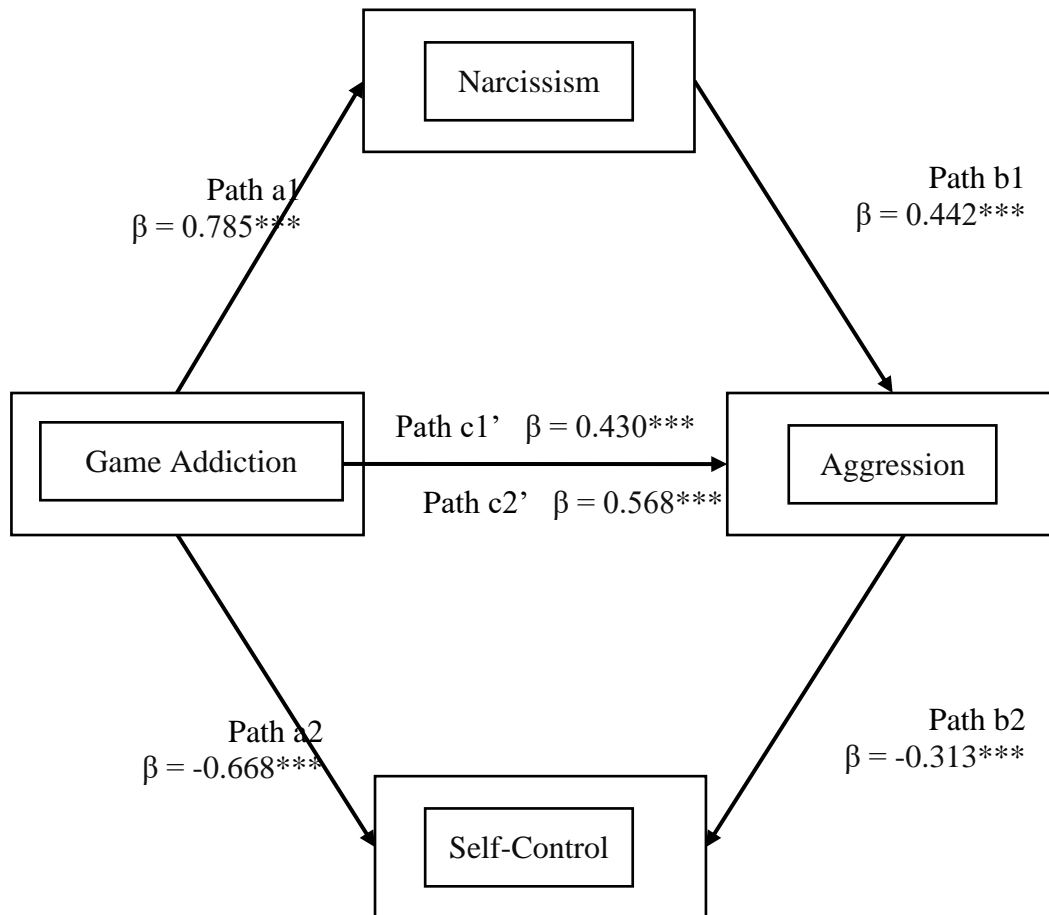 Narcissism
Path a1
β = 0.785***
Path b1
β = 0.442***
Path c1’ β = 0.430***
Game Addiction
Aggression
Path c2’ β = 0.568***
Path a2
β = -0.668***
Path b2
β = -0.313***
Self-Control